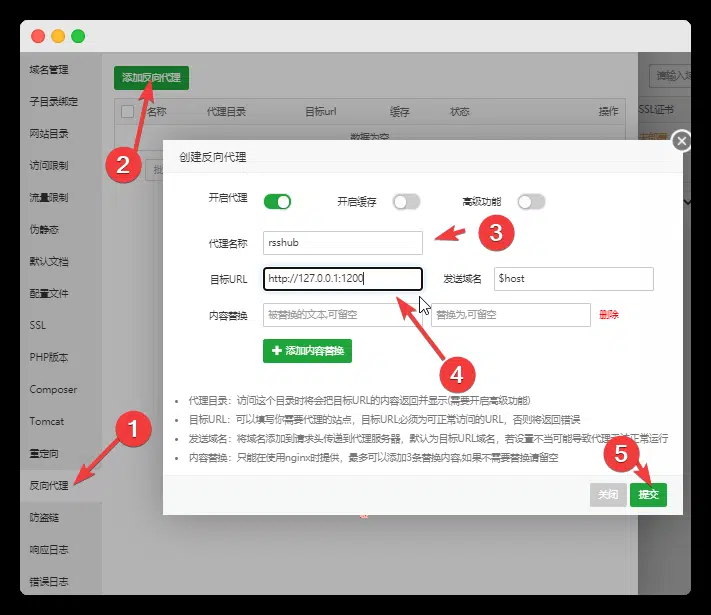 域名管理
子目录绑定
网站目录
访问限制
流量限制
伪静态
默认文档
配置文件
SSL
PHP版本
Composer
Tomcat
重定向
反向代理
防盗链
响应日志
错误日志
1
添加反向代理
2
名称 代理目录 目标url 缓存 状态 操作
数据为空
批
请输入
SSL证书
创建反向代理
开启代理 开启缓存 高级功能
代理名称 rsshub
3
目标URL http://127.0.0.1:1200 发送域名 $host
内容替换 被替换的文本,可留空 替换为,可留空 删除
添加内容替换
4
代理目录：访问这个目录时将会把目标URL的内容返回并显示(需要开启高级功能)
目标URL：可以填写你需要代理的站点，目标URL必须为可正常访问的URL，否则将返回错误
发送域名：将域名添加到请求头传递到代理服务器，默认为目标URL域名，若设置不当可能导致代理无法正常运行
内容替换：只能在使用nginx时提供，最多可以添加3条替换内容,如果不需要替换请留空
5
关闭 提交